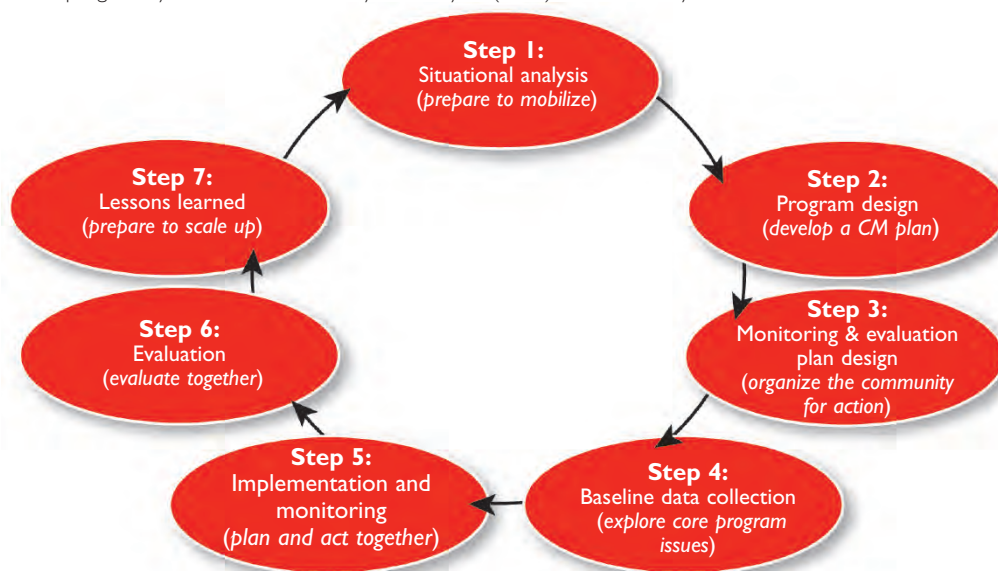 Step 1:
Situational analysis
(prepare to mobilize)
Step 2:
Program design
(develop a CM plan)
Step 3:
Monitoring & evaluation
plan design
(organize the community
for action)
Step 4:
Baseline data collection
(explore core program
issues)
Step 5:
Implementation and
monitoring
(plan and act together)
Step 6:
Evaluation
(evaluate together)
Step 7:
Lessons learned
(prepare to scale up)